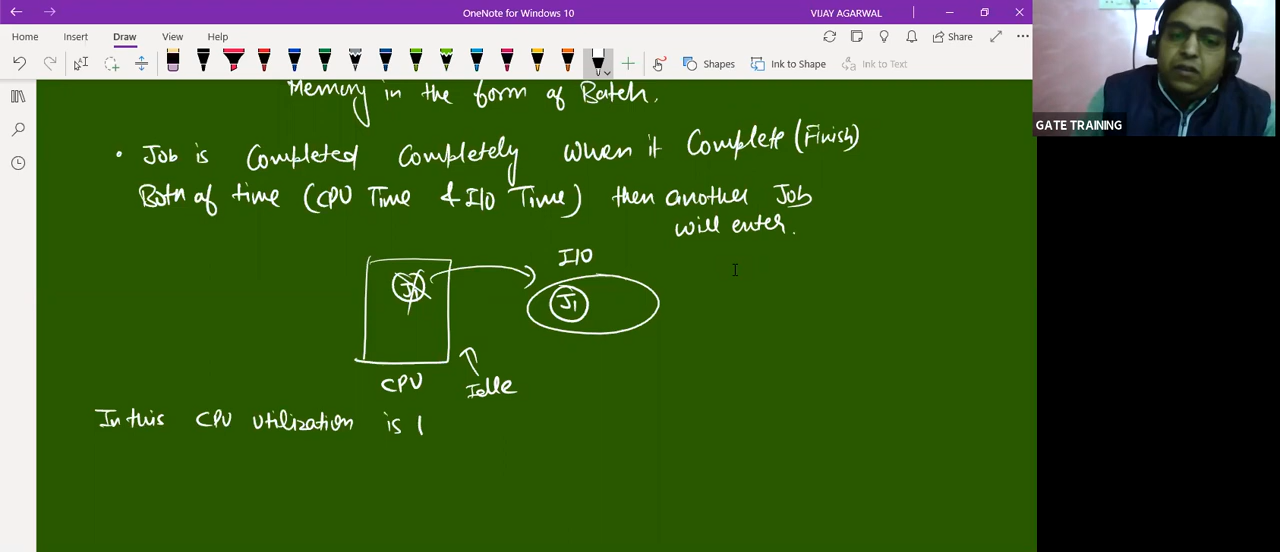 OneNote for Windows 10
VIJAY AGARWAL
Home Insert Draw View Help
Share
Shapes Ink to Shape Ink to Text
GATE TRAINING
Memory in the form of Batch.
• Job is Completed Completely when it Complete (Finish)
Both of time (CPU Time & I/O Time) then another Job
will enter.
I/O
J1
J1
CPU
Idle
In this CPU utilization is